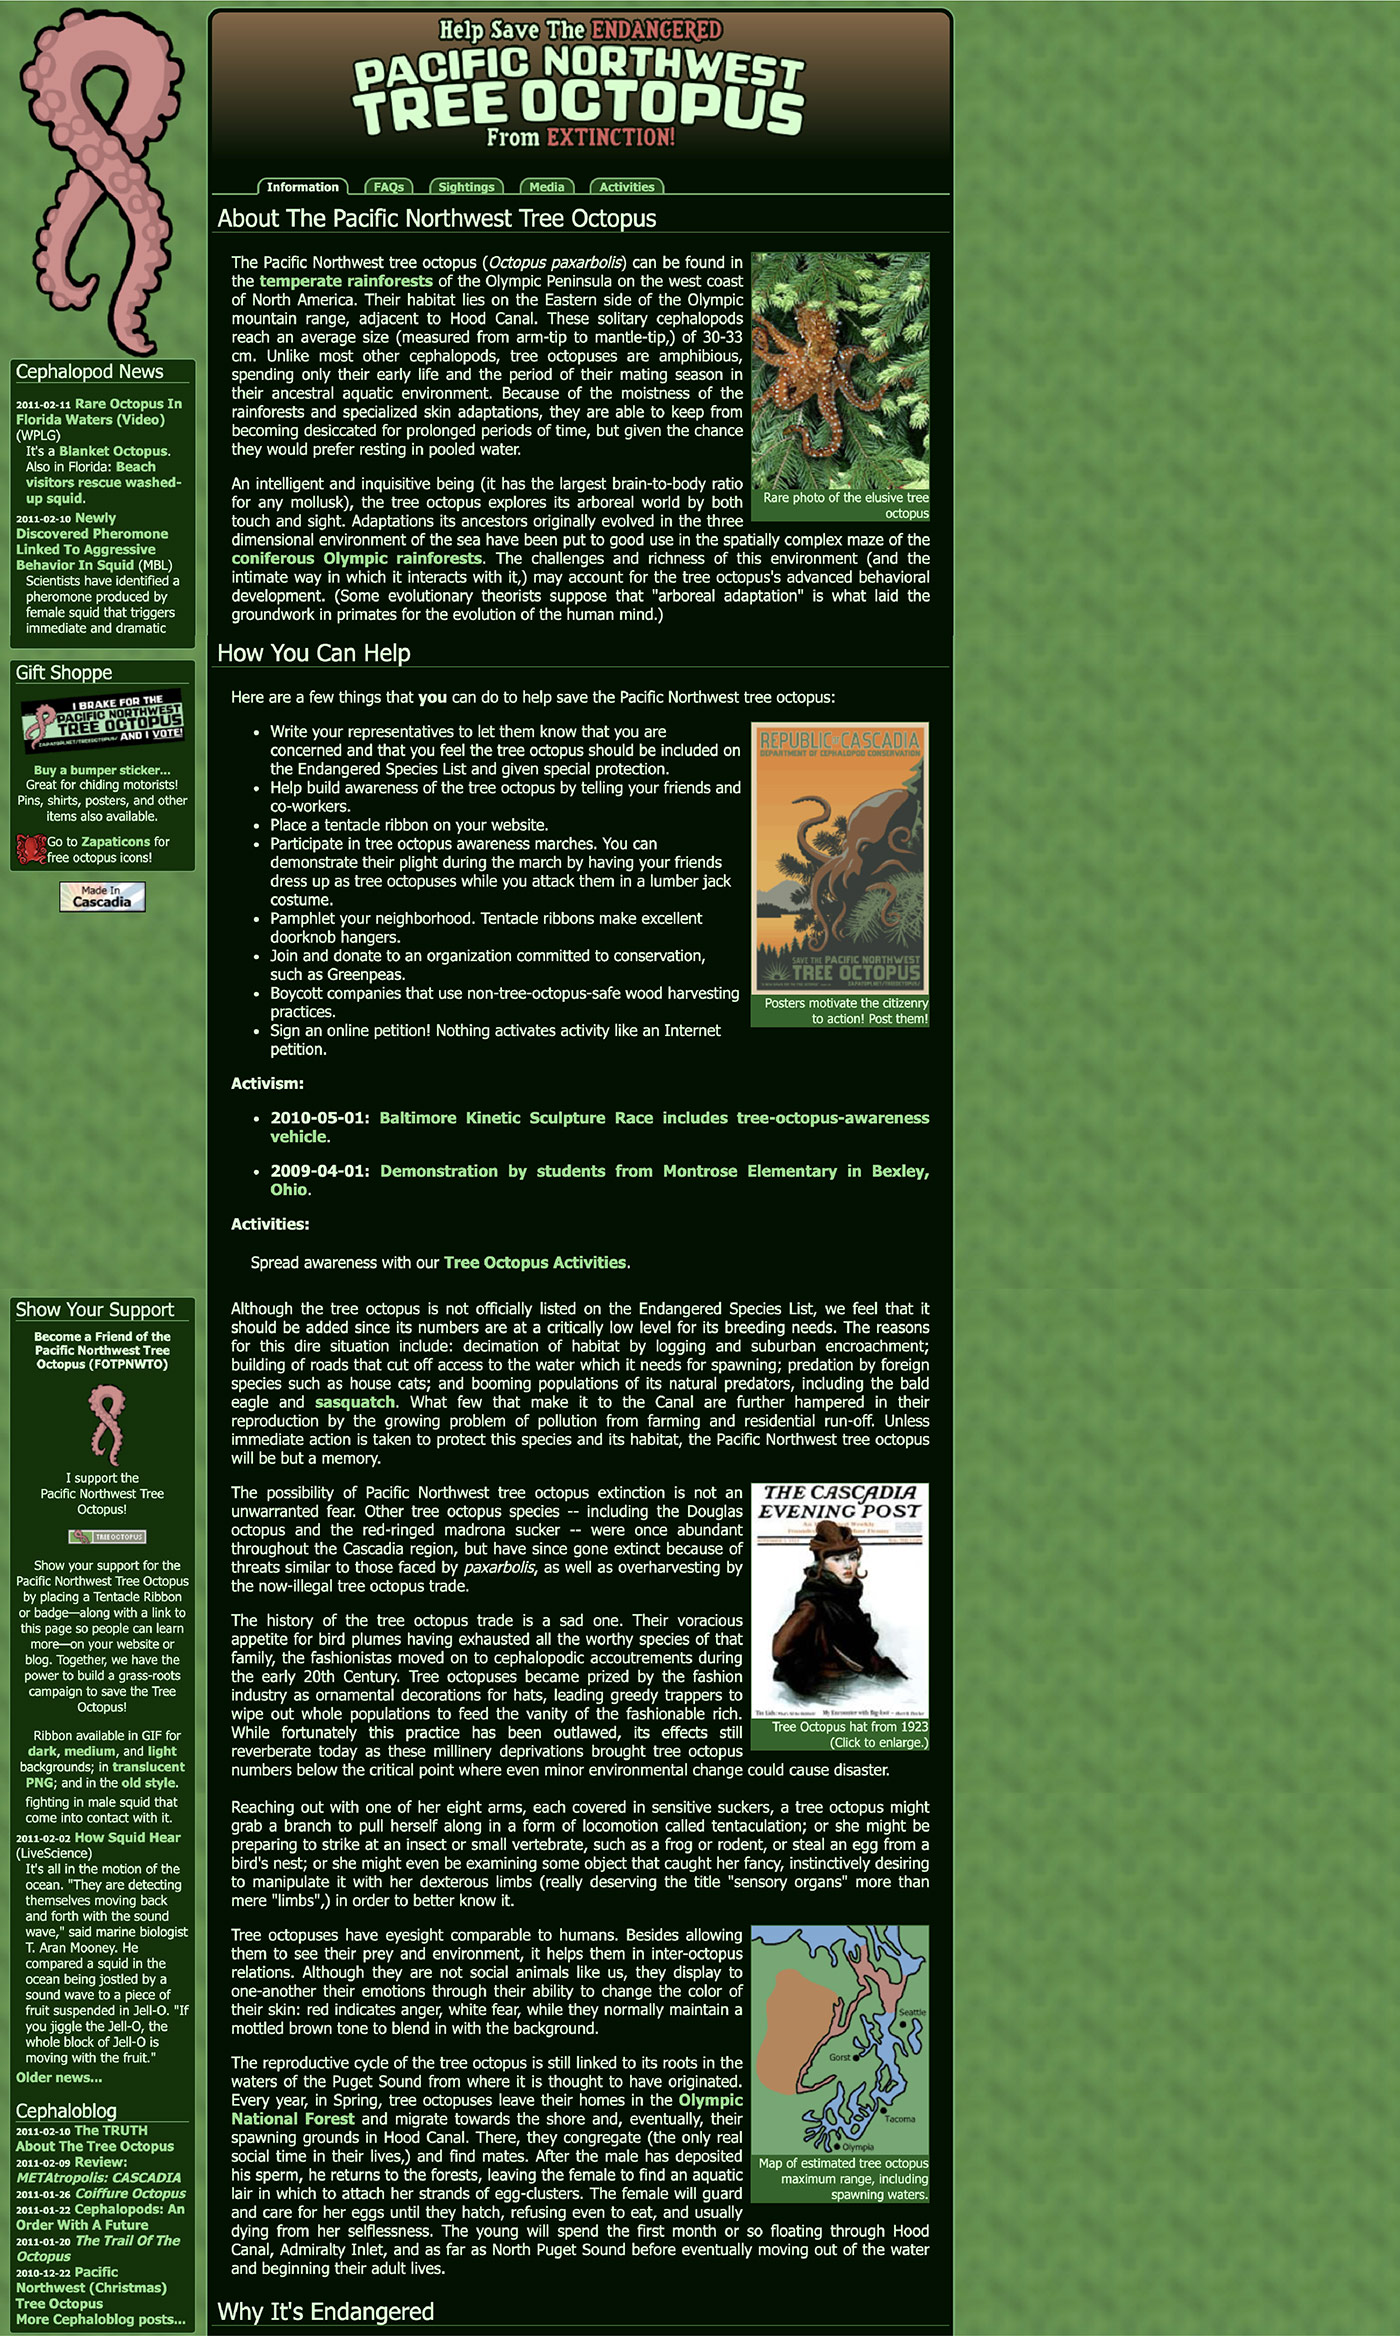 Help Save The ENDANGERED
PACIFIC NORTHWEST
TREE OCTOPUS
From EXTINCTION!
Information
FAQs
Sightings
Media
Activities
About The Pacific Northwest Tree Octopus
The Pacific Northwest tree octopus (Octopus paxarbolis) can be found in
the temperate rainforests of the Olympic Peninsula on the west coast
of North America. Their habitat lies on the Eastern side of the Olympic
mountain range, adjacent to Hood Canal. These solitary cephalopods
reach an average size (measured from arm-tip to mantle-tip,) of 30-33
cm. Unlike most other cephalopods, tree octopuses are amphibious,
spending only their early life and the period of their mating season in
their ancestral aquatic environment. Because of the moistness of the
rainforests and specialized skin adaptations, they are able to keep from
becoming desiccated for prolonged periods of time, but given the chance
they would prefer resting in pooled water.
Rare photo of the elusive tree
octopus
An intelligent and inquisitive being (it has the largest brain-to-body ratio
for any mollusk), the tree octopus explores its arboreal world by both
touch and sight. Adaptations its ancestors originally evolved in the three
dimensional environment of the sea have been put to good use in the spatially complex maze of the
coniferous Olympic rainforests. The challenges and richness of this environment (and the
intimate way in which it interacts with it,) may account for the tree octopus's advanced behavioral
development. (Some evolutionary theorists suppose that "arboreal adaptation" is what laid the
groundwork in primates for the evolution of the human mind.)
How You Can Help
Here are a few things that you can do to help save the Pacific Northwest tree octopus:
• Write your representatives to let them know that you are
concerned and that you feel the tree octopus should be included on
the Endangered Species List and given special protection.
• Help build awareness of the tree octopus by telling your friends and
co-workers.
• Place a tentacle ribbon on your website.
• Participate in tree octopus awareness marches. You can
demonstrate their plight during the march by having your friends
dress up as tree octopuses while you attack them in a lumber jack
costume.
• Pamphlet your neighborhood. Tentacle ribbons make excellent
doorknob hangers.
• Join and donate to an organization committed to conservation,
such as Greenpeas.
• Boycott companies that use non-tree-octopus-safe wood harvesting
practices.
• Sign an online petition! Nothing activates activity like an Internet
petition.
REPUBLIC OF CASCADIA
DEPARTMENT OF CEPHALOPOD CONSERVATION
SAVE THE PACIFIC NORTHWEST
TREE OCTOPUS
ZAPATOPI.NET/TREEOCTOPUS/
Posters motivate the citizenry
to action! Post them!
Activism:
• 2010-05-01: Baltimore Kinetic Sculpture Race includes tree-octopus-awareness
vehicle.
• 2009-04-01: Demonstration by students from Montrose Elementary in Bexley,
Ohio.
Activities:
Spread awareness with our Tree Octopus Activities.
Although the tree octopus is not officially listed on the Endangered Species List, we feel that it
should be added since its numbers are at a critically low level for its breeding needs. The reasons
for this dire situation include: decimation of habitat by logging and suburban encroachment;
building of roads that cut off access to the water which it needs for spawning; predation by foreign
species such as house cats; and booming populations of its natural predators, including the bald
eagle and sasquatch. What few that make it to the Canal are further hampered in their
reproduction by the growing problem of pollution from farming and residential run-off. Unless
immediate action is taken to protect this species and its habitat, the Pacific Northwest tree octopus
will be but a memory.
The possibility of Pacific Northwest tree octopus extinction is not an
unwarranted fear. Other tree octopus species -- including the Douglas
octopus and the red-ringed madrona sucker -- were once abundant
throughout the Cascadia region, but have since gone extinct because of
threats similar to those faced by paxarbolis, as well as overharvesting by
the now-illegal tree octopus trade.
THE CASCADIA
EVENING POST
Tree Octopus hat from 1923
(Click to enlarge.)
The history of the tree octopus trade is a sad one. Their voracious
appetite for bird plumes having exhausted all the worthy species of that
family, the fashionistas moved on to cephalopodic accoutrements during
the early 20th Century. Tree octopuses became prized by the fashion
industry as ornamental decorations for hats, leading greedy trappers to
wipe out whole populations to feed the vanity of the fashionable rich.
While fortunately this practice has been outlawed, its effects still
reverberate today as these millinery deprivations brought tree octopus
numbers below the critical point where even minor environmental change could cause disaster.
Reaching out with one of her eight arms, each covered in sensitive suckers, a tree octopus might
grab a branch to pull herself along in a form of locomotion called tentaculation; or she might be
preparing to strike at an insect or small vertebrate, such as a frog or rodent, or steal an egg from a
bird's nest; or she might even be examining some object that caught her fancy, instinctively desiring
to manipulate it with her dexterous limbs (really deserving the title "sensory organs" more than
mere "limbs",) in order to better know it.
Tree octopuses have eyesight comparable to humans. Besides allowing
them to see their prey and environment, it helps them in inter-octopus
relations. Although they are not social animals like us, they display to
one-another their emotions through their ability to change the color of
their skin: red indicates anger, white fear, while they normally maintain a
mottled brown tone to blend in with the background.
Seattle
Gorst
Tacoma
Olympia
Map of estimated tree octopus
maximum range, including
spawning waters.
The reproductive cycle of the tree octopus is still linked to its roots in the
waters of the Puget Sound from where it is thought to have originated.
Every year, in Spring, tree octopuses leave their homes in the Olympic
National Forest and migrate towards the shore and, eventually, their
spawning grounds in Hood Canal. There, they congregate (the only real
social time in their lives,) and find mates. After the male has deposited
his sperm, he returns to the forests, leaving the female to find an aquatic
lair in which to attach her strands of egg-clusters. The female will guard
and care for her eggs until they hatch, refusing even to eat, and usually
dying from her selflessness. The young will spend the first month or so floating through Hood
Canal, Admiralty Inlet, and as far as North Puget Sound before eventually moving out of the water
and beginning their adult lives.
Why It's Endangered
Cephalopod News
2011-02-11 Rare Octopus In
Florida Waters (Video)
(WPLG)
It's a Blanket Octopus.
Also in Florida: Beach
visitors rescue washed-
up squid.
2011-02-10 Newly
Discovered Pheromone
Linked To Aggressive
Behavior In Squid (MBL)
Scientists have identified a
pheromone produced by
female squid that triggers
immediate and dramatic
Gift Shoppe
I BRAKE FOR THE
PACIFIC NORTHWEST
TREE OCTOPUS
ZAPATOPI.NET/TREEOCTOPUS/ AND I VOTE!
Buy a bumper sticker...
Great for chiding motorists!
Pins, shirts, posters, and other
items also available.
Go to Zapaticons for
free octopus icons!
Made In
Cascadia
Show Your Support
Become a Friend of the
Pacific Northwest Tree
Octopus (FOTPNWTO)
I support the
Pacific Northwest Tree
Octopus!
TREE OCTOPUS
Show your support for the
Pacific Northwest Tree Octopus
by placing a Tentacle Ribbon
or badge—along with a link to
this page so people can learn
more—on your website or
blog. Together, we have the
power to build a grass-roots
campaign to save the Tree
Octopus!
Ribbon available in GIF for
dark, medium, and light
backgrounds; in translucent
PNG; and in the old style.
fighting in male squid that
come into contact with it.
2011-02-02 How Squid Hear
(LiveScience)
It's all in the motion of the
ocean. "They are detecting
themselves moving back
and forth with the sound
wave," said marine biologist
T. Aran Mooney. He
compared a squid in the
ocean being jostled by a
sound wave to a piece of
fruit suspended in Jell-O. "If
you jiggle the Jell-O, the
whole block of Jell-O is
moving with the fruit."
Older news...
Cephaloblog
2011-02-10 The TRUTH
About The Tree Octopus
2011-02-09 Review:
METAtropolis: CASCADIA
2011-01-26 Coiffure Octopus
2011-01-22 Cephalopods: An
Order With A Future
2011-01-20 The Trail Of The
Octopus
2010-12-22 Pacific
Northwest (Christmas)
Tree Octopus
More Cephaloblog posts...